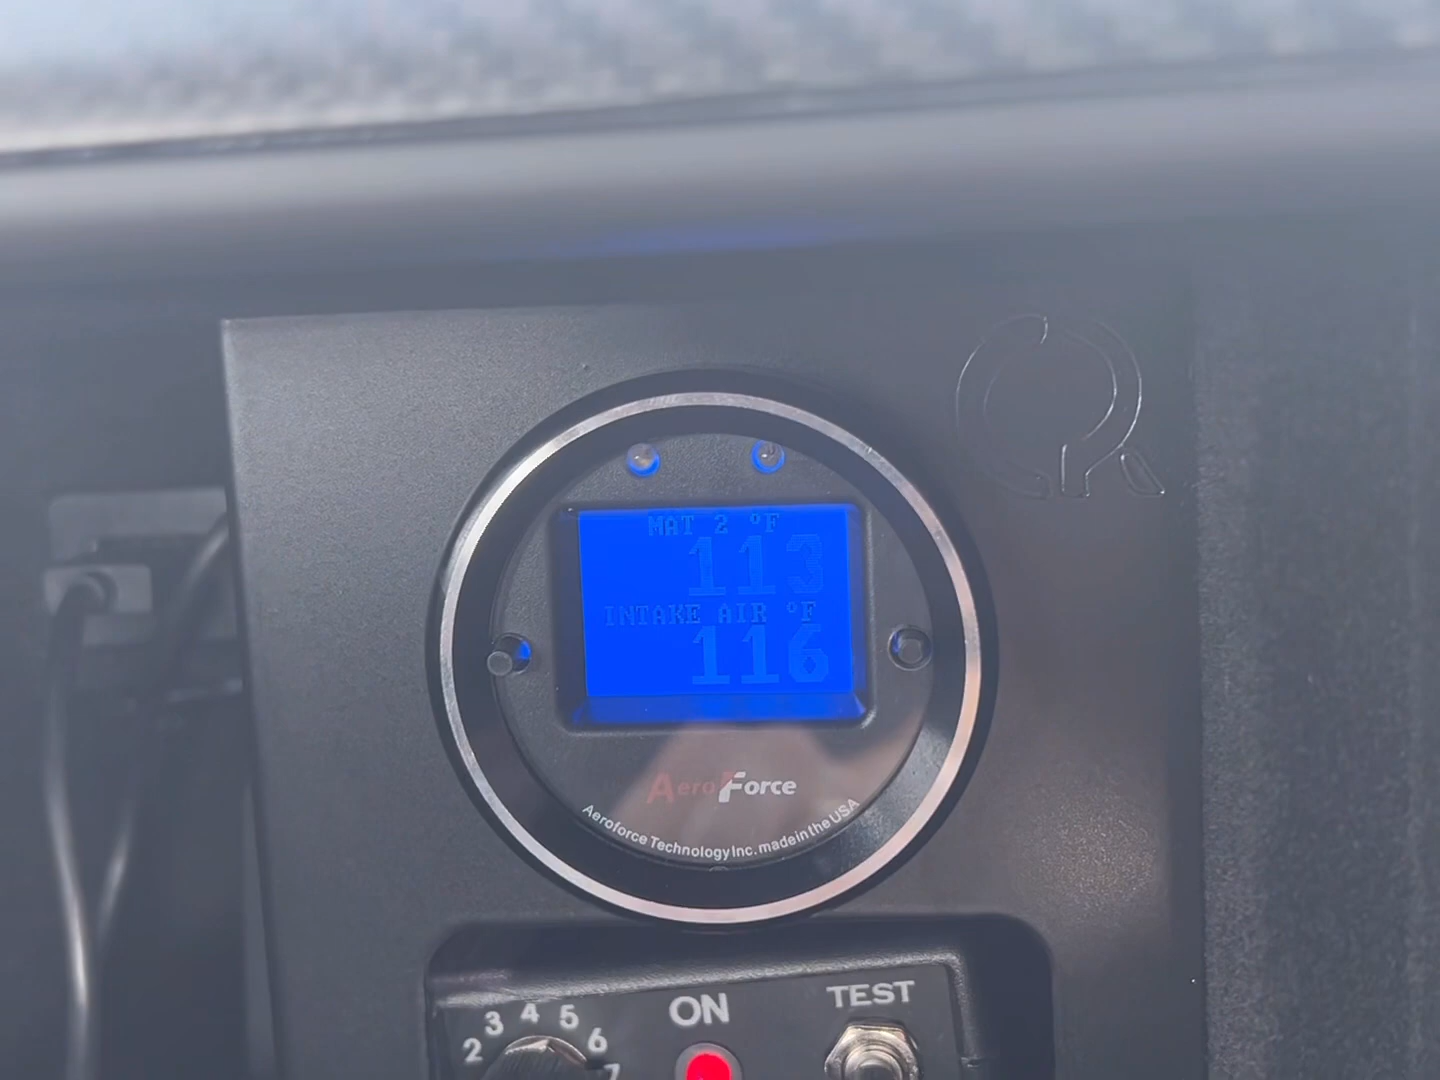 MAT 2 °F
113
INTAKE AIR °F
116
AeroForce
Aeroforce Technology Inc. made in the USA
ON
TEST
2 3 4 5 6 7